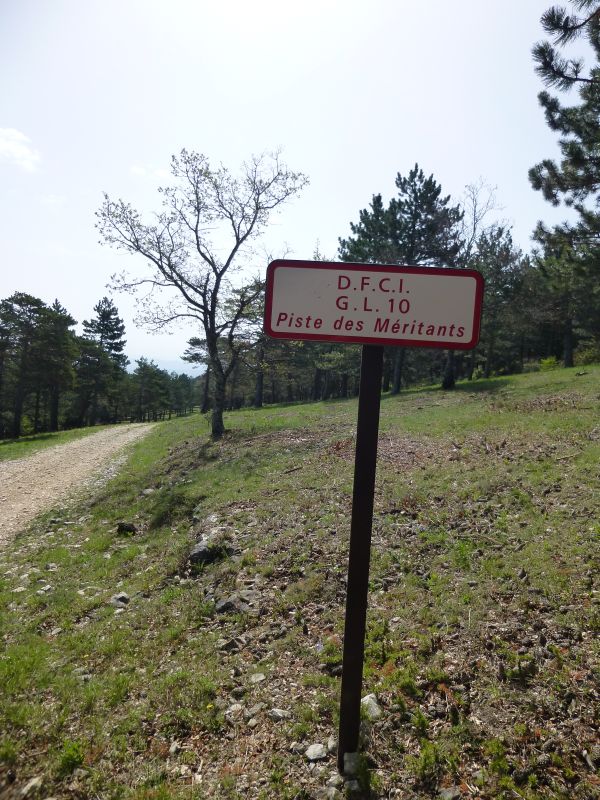 D.F.C.I.
G.L.10
Piste des Méritants